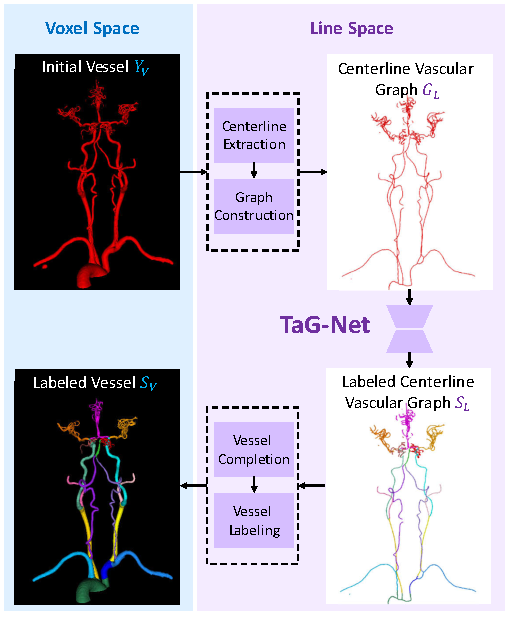 Voxel Space
Line Space
Initial Vessel Y_V
Centerline
Extraction
Graph
Construction
Centerline Vascular
Graph G_L
TaG-Net
Labeled Vessel S_V
Vessel
Completion
Vessel
Labeling
Labeled Centerline
Vascular Graph S_L